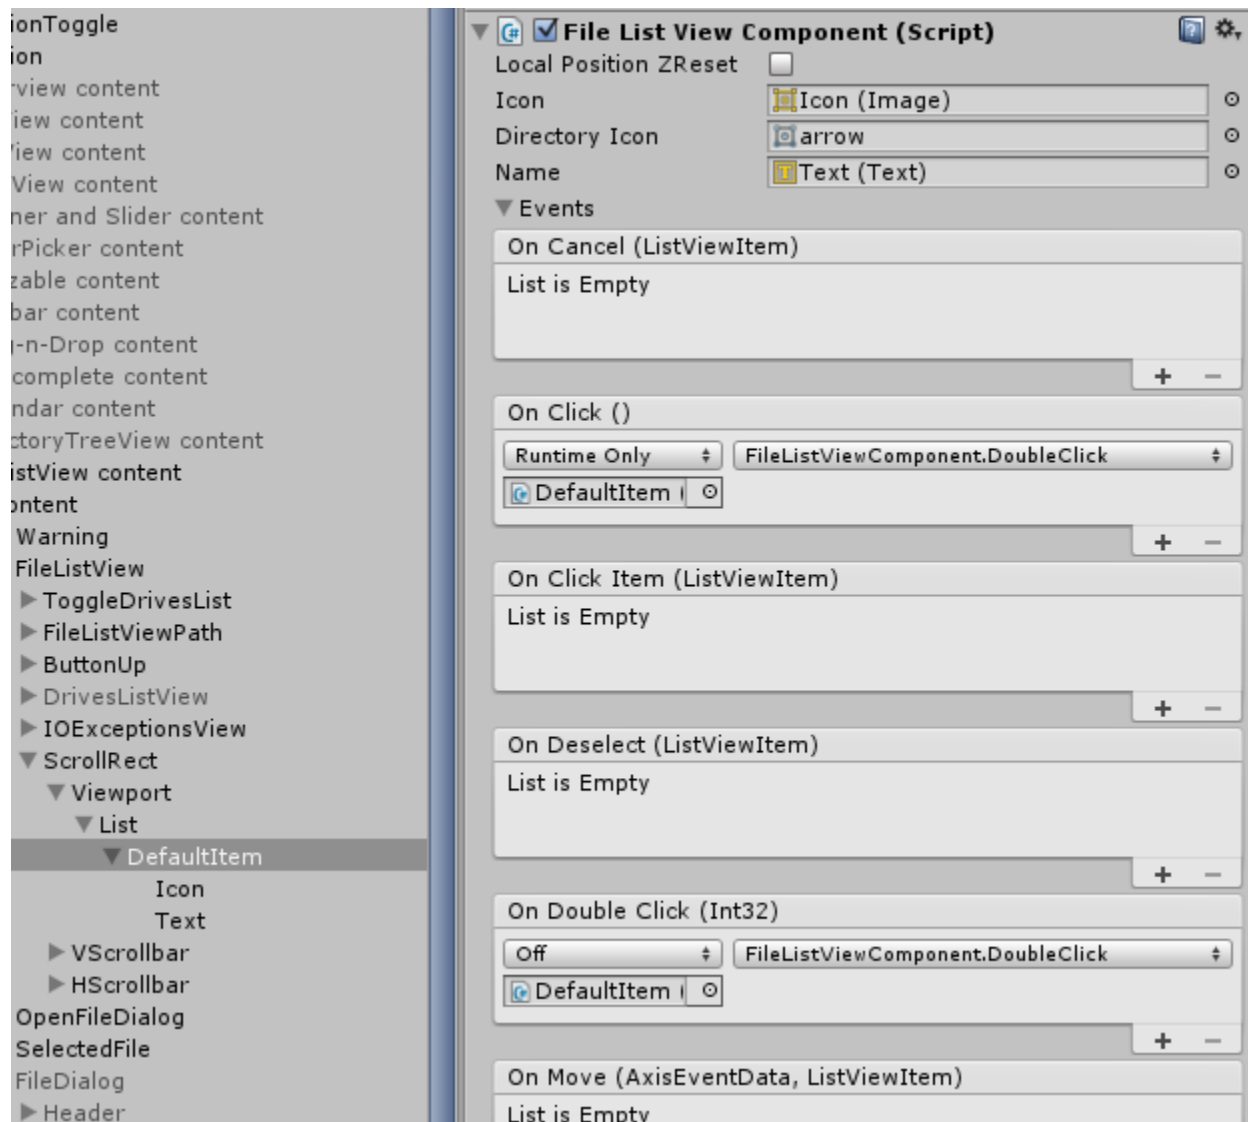 ionToggle
ion
rview content
iew content
iew content
View content
ner and Slider content
rPicker content
zable content
bar content
-n-Drop content
complete content
ndar content
ctoryTreeView content
istView content
ontent
Warning
FileListView
ToggleDrivesList
FileListViewPath
ButtonUp
DrivesListView
IOExceptionsView
ScrollRect
Viewport
List
DefaultItem
Icon
Text
VScrollbar
HScrollbar
OpenFileDialog
SelectedFile
FileDialog
Header
File List View Component (Script)
Local Position ZReset
Icon Icon (Image)
Directory Icon arrow
Name Text (Text)
Events
On Cancel (ListViewItem)
List is Empty
On Click ()
Runtime Only FileListViewComponent.DoubleClick
DefaultItem (
On Click Item (ListViewItem)
List is Empty
On Deselect (ListViewItem)
List is Empty
On Double Click (Int32)
Off FileListViewComponent.DoubleClick
DefaultItem (
On Move (AxisEventData, ListViewItem)
List is Empty